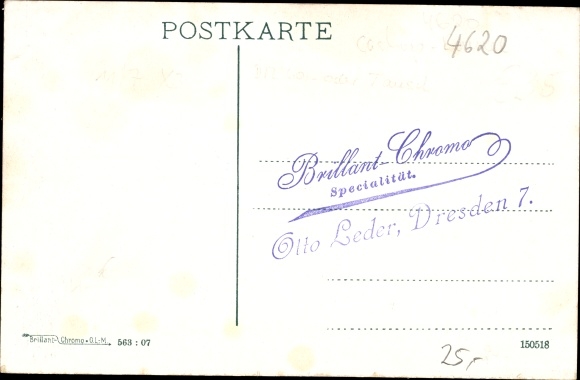 POSTKARTE
4620
Brillant-Chromo
Specialität.
Otto Leder, Dresden 7.
Brillant-Chromo-O.L.-M. 563 : 07
150518
25,-